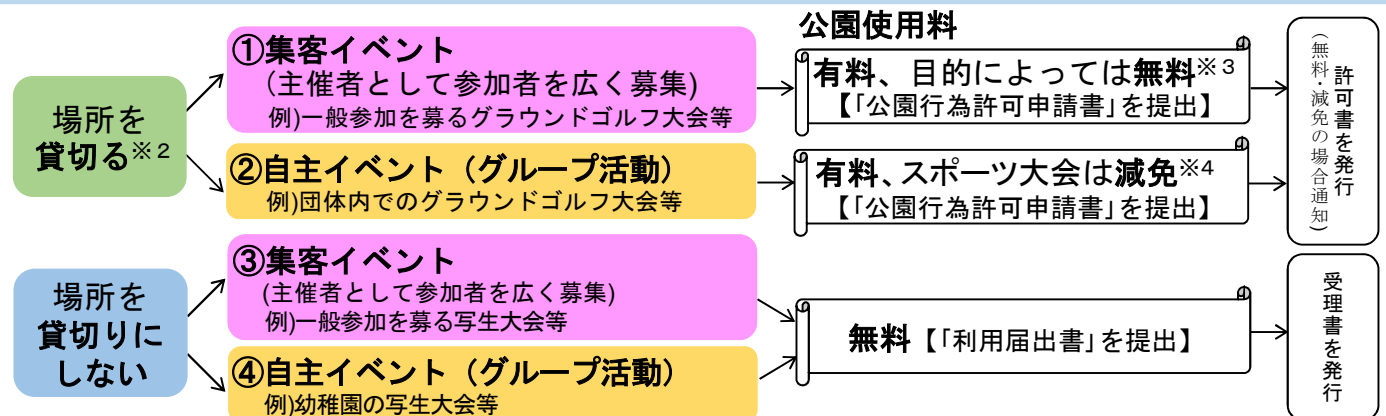 公園使用料
場所を
貸切る※2
①集客イベント
(主催者として参加者を広く募集)
例)一般参加を募るグラウンドゴルフ大会等
有料、目的によっては無料※3
【「公園行為許可申請書」を提出】
②自主イベント（グループ活動）
例)団体内でのグラウンドゴルフ大会等
有料、スポーツ大会は減免※4
【「公園行為許可申請書」を提出】
許可書を発行
(無料・減免の場合通知)
場所を
貸切りに
しない
③集客イベント
(主催者として参加者を広く募集)
例)一般参加を募る写生大会等
④自主イベント（グループ活動）
例)幼稚園の写生大会等
無料【「利用届出書」を提出】
受理書を発行